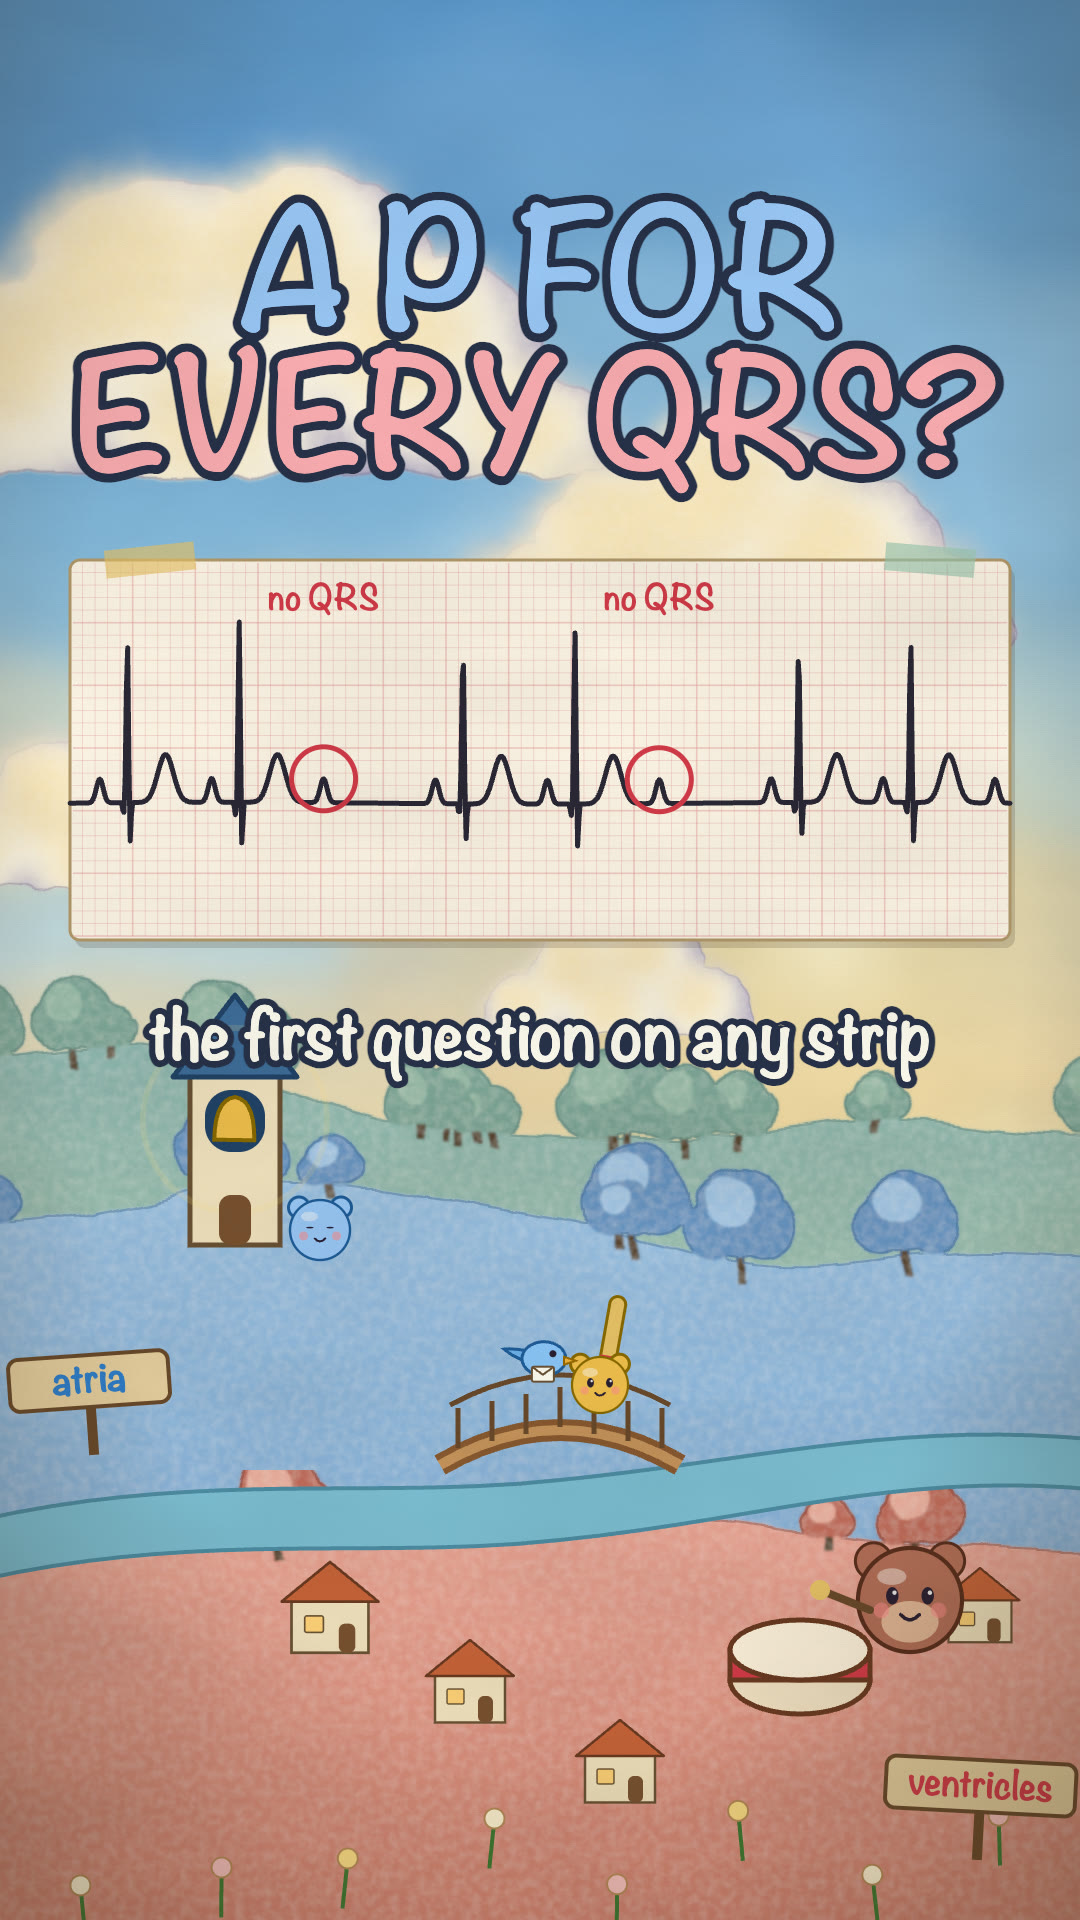 A P FOR
EVERY QRS?
no QRS
no QRS
the first question on any strip
atria
ventricles